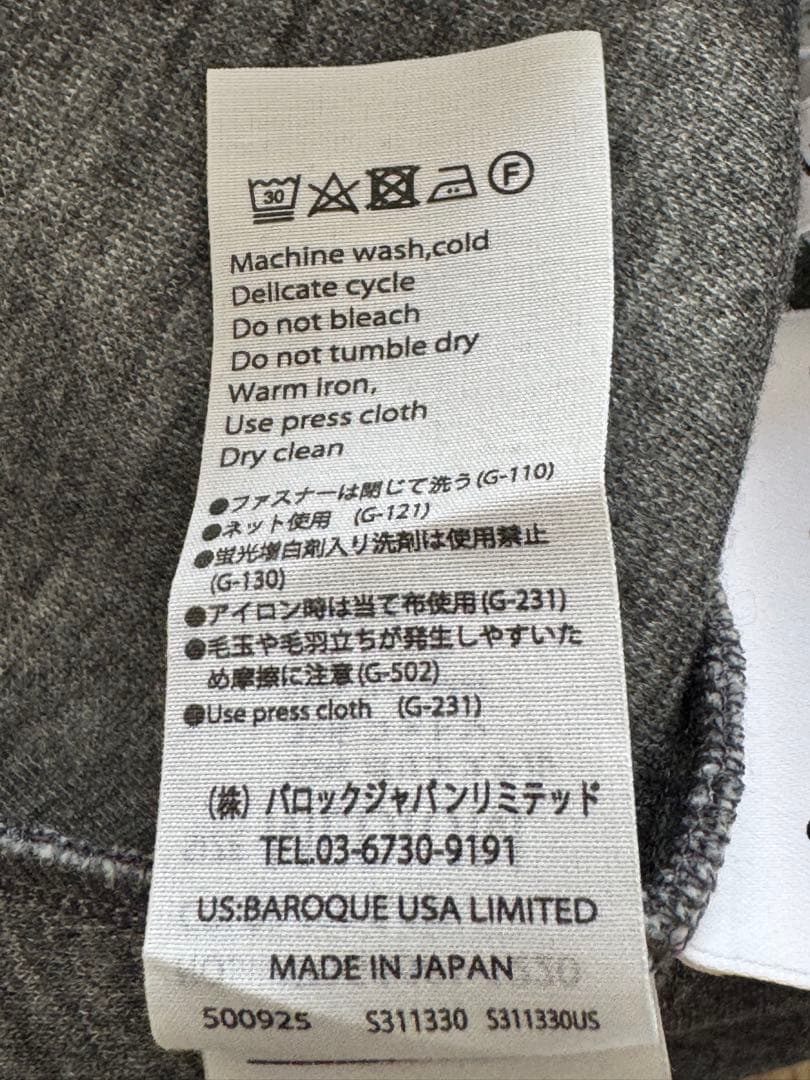 30 F
Machine wash,cold
Delicate cycle
Do not bleach
Do not tumble dry
Warm iron,
Use press cloth
Dry clean
●ファスナーは閉じて洗う(G-110)
●ネット使用 (G-121)
●蛍光増白剤入り洗剤は使用禁止
(G-130)
●アイロン時は当て布使用(G-231)
●毛玉や毛羽立ちが発生しやすいた
め摩擦に注意(G-502)
●Use press cloth (G-231)
(株) バロックジャパンリミテッド
TEL.03-6730-9191
US:BAROQUE USA LIMITED
MADE IN JAPAN
500925 S311330 S311330US